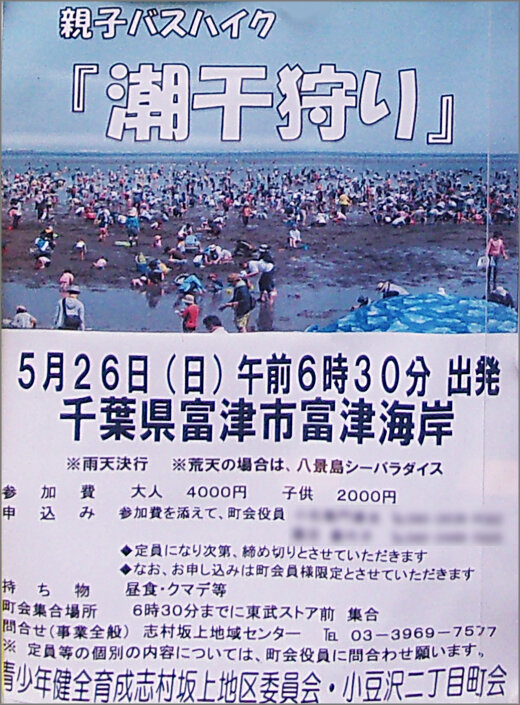 親子バスハイク
『潮干狩り』
5月26日(日)午前6時30分 出発
千葉県富津市富津海岸
※雨天決行 ※荒天の場合は、八景島シーパラダイス
参加費 大人 4000円 子供 2000円
申込み 参加費を添えて、町会役員
◆定員になり次第、締め切りとさせていただきます
◆なお、お申し込みは町会員様限定とさせていただきます
持ち物 昼食・クマデ等
町会集合場所 6時30分までに東武ストア前 集合
問合せ(事業全般) 志村坂上地域センター ℡ 03-3969-7577
※ 定員等の個別の内容については、町会役員に問合わせ願います。
青少年健全育成志村坂上地区委員会・小豆沢二丁目町会